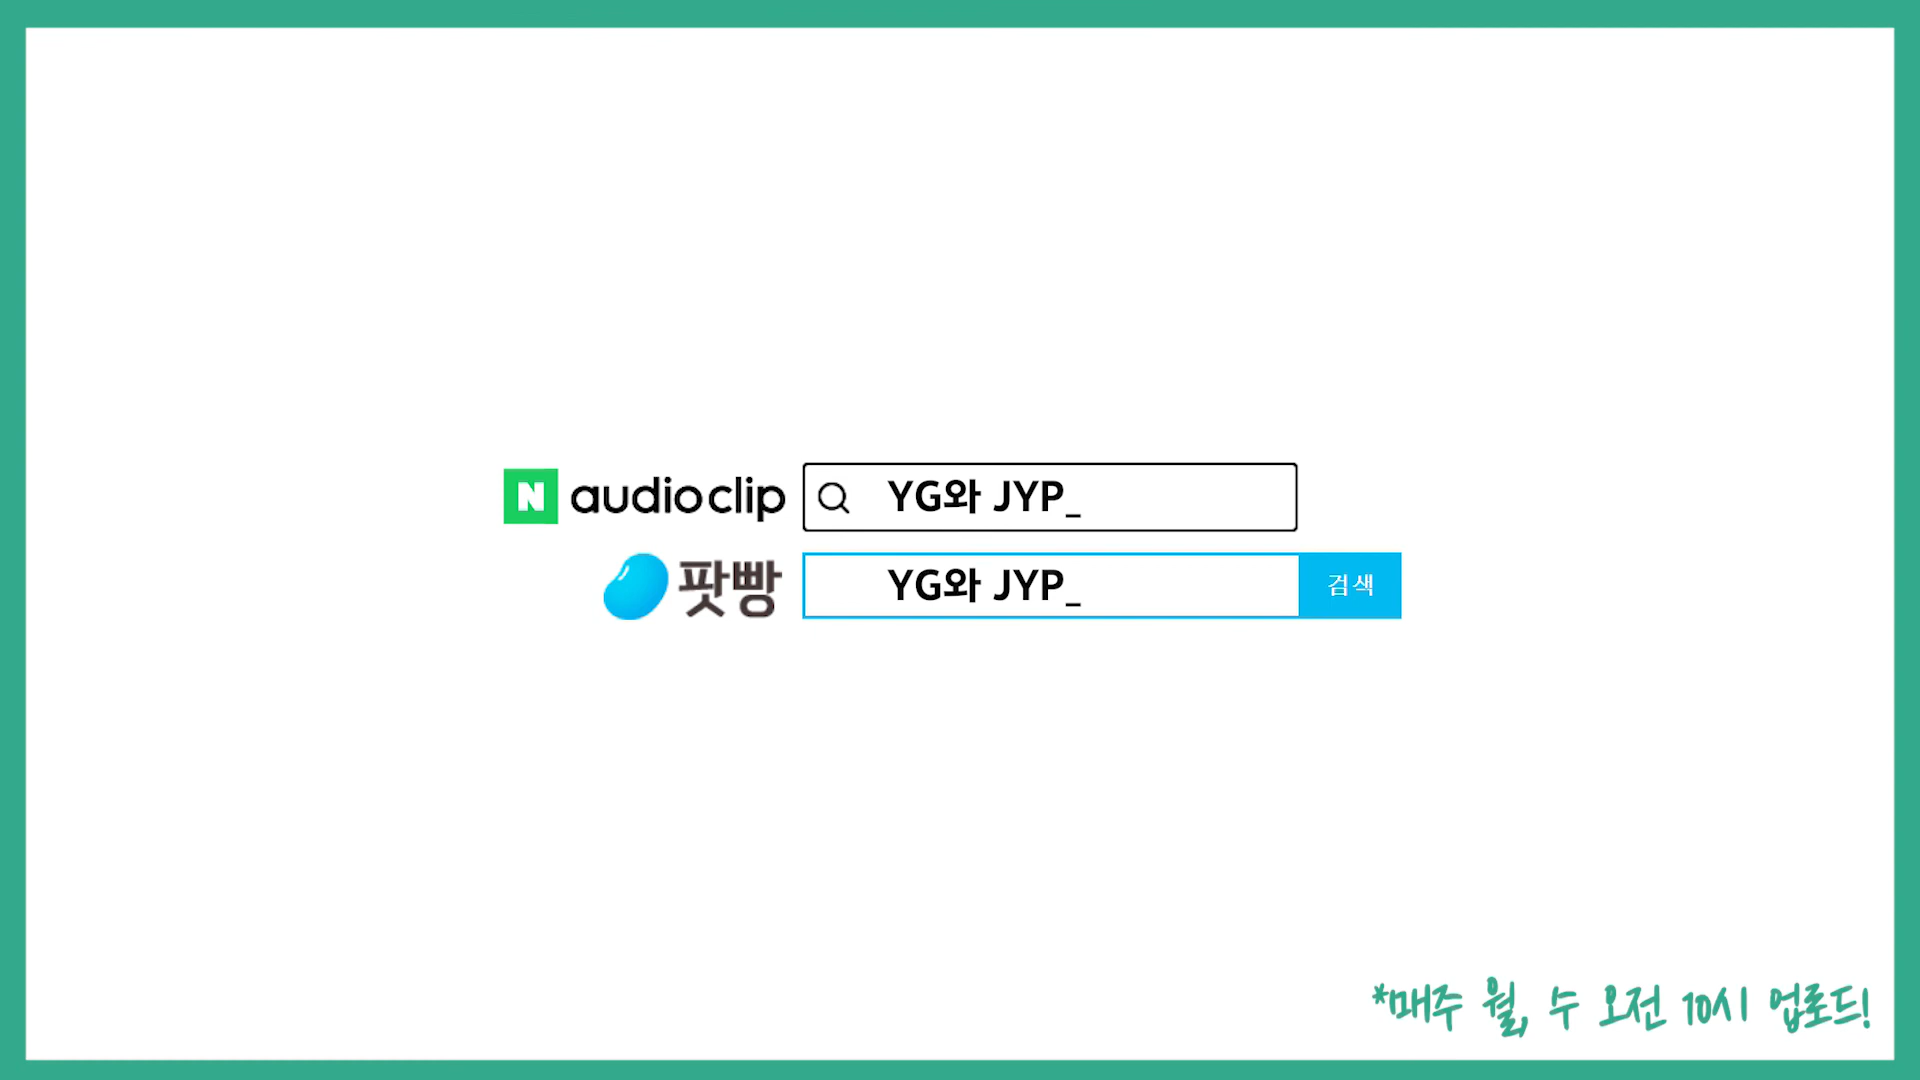 N audioclip YG와 JYP_
팟빵 YG와 JYP_ 검색
*매주 월, 수 오전 10시 업로드!